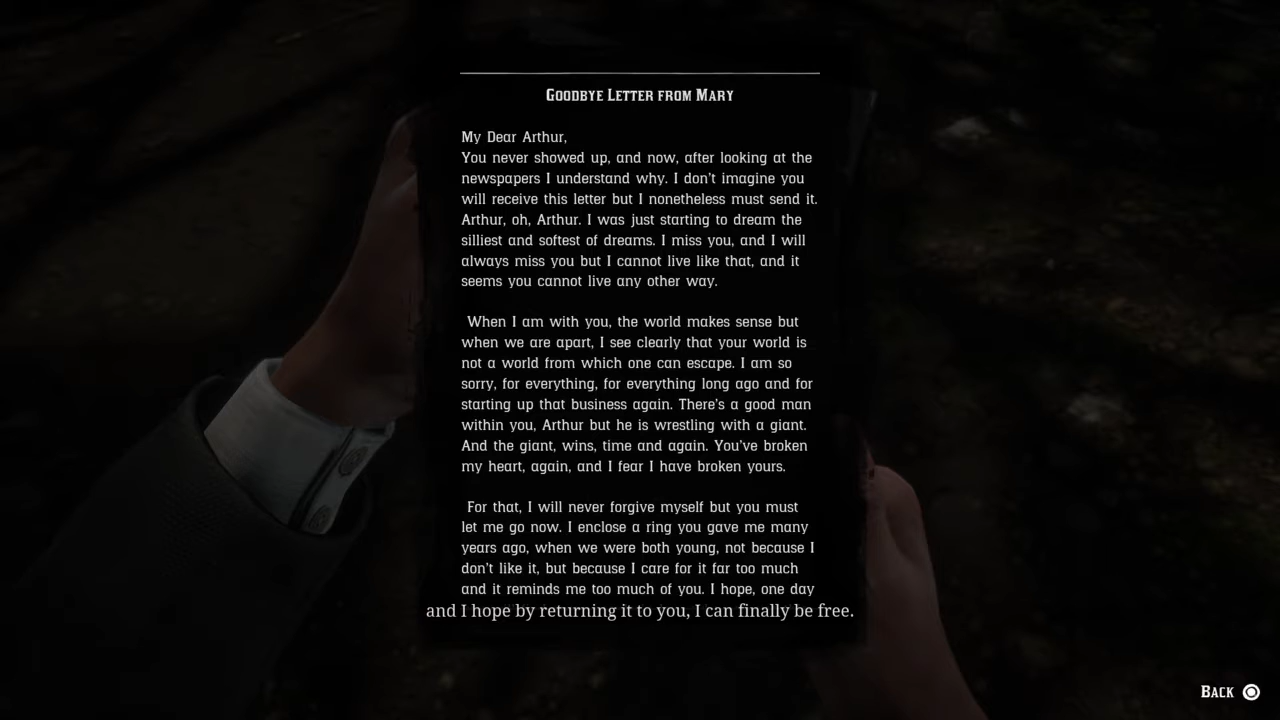 Goodbye Letter from Mary
My Dear Arthur,
You never showed up, and now, after looking at the
newspapers I understand why. I don't imagine you
will receive this letter but I nonetheless must send it.
Arthur, oh, Arthur. I was just starting to dream the
silliest and softest of dreams. I miss you, and I will
always miss you but I cannot live like that, and it
seems you cannot live any other way.
When I am with you, the world makes sense but
when we are apart, I see clearly that your world is
not a world from which one can escape. I am so
sorry, for everything, for everything long ago and for
starting up that business again. There's a good man
within you, Arthur but he is wrestling with a giant.
And the giant, wins, time and again. You've broken
my heart, again, and I fear I have broken yours.
For that, I will never forgive myself but you must
let me go now. I enclose a ring you gave me many
years ago, when we were both young, not because I
don't like it, but because I care for it far too much
and it reminds me too much of you. I hope, one day
and I hope by returning it to you, I can finally be free.
Back